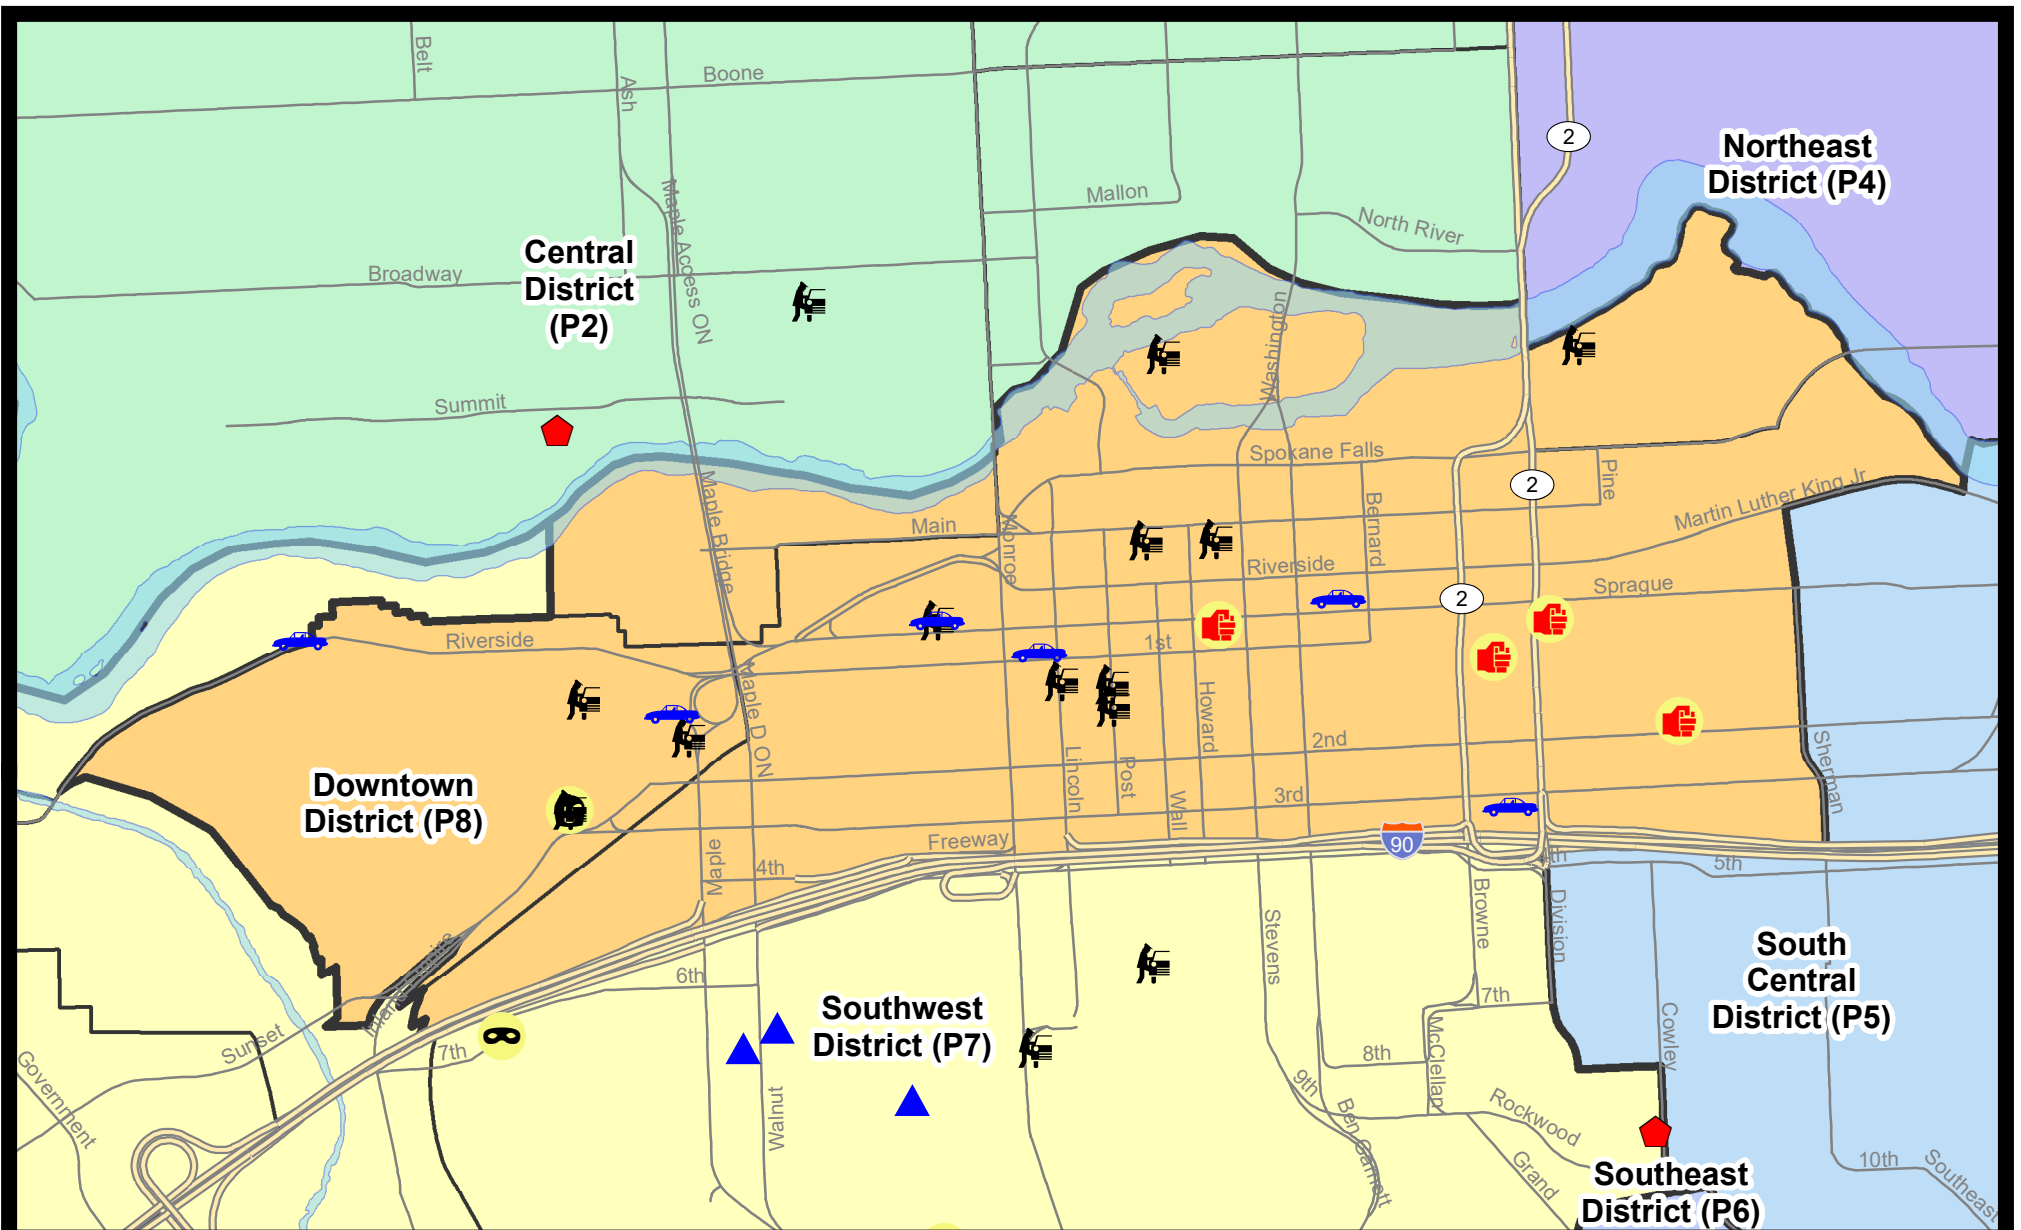 Belt
Ash
Boone
Maple Access ON
Mallon
North River
2
Northeast
District (P4)
Central
District
(P2)
Broadway
Washington
Summit
Spokane Falls
Pine
2
Martin Luther King Jr
Bernard
Maple Bridge
Main
Monroe
Riverside
2
Sprague
Riverside
1st
Maple D ON
Howard
2nd
Sherman
Lincoln
Post
Wall
3rd
Downtown
District (P8)
Freeway
90
4th
Maple
4th
5th
Browne
Division
Stevens
South
Central
District (P5)
Inland Empire
6th
7th
Southwest
District (P7)
McClellan
Cowley
Sunset
7th
8th
Government
9th
Walnut
Ben Garnett
Rockwood
Grand
10th
Southeast
Southeast
District (P6)